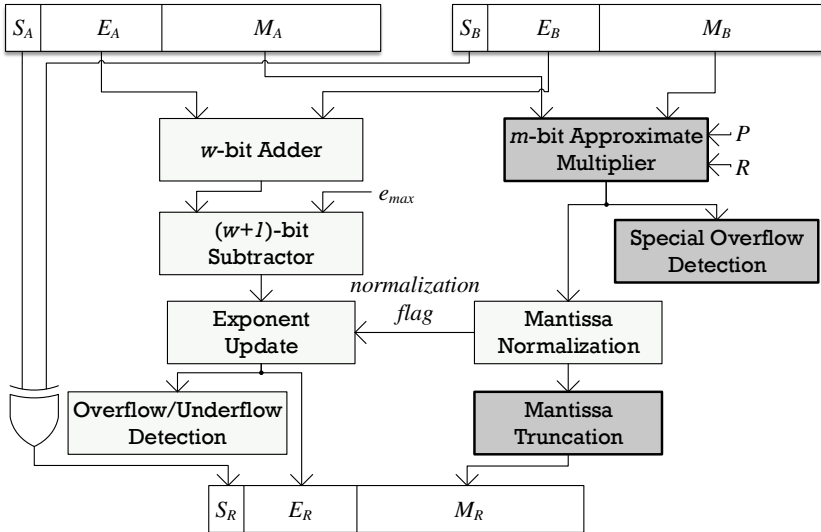 S_A E_A M_A S_B E_B M_B
w-bit Adder
m-bit Approximate
Multiplier
P
R
(w+1)-bit
Subtractor
e_max
Special Overflow
Detection
normalization
flag
Exponent
Update
Mantissa
Normalization
Overflow/Underflow
Detection
Mantissa
Truncation
S_R E_R M_R